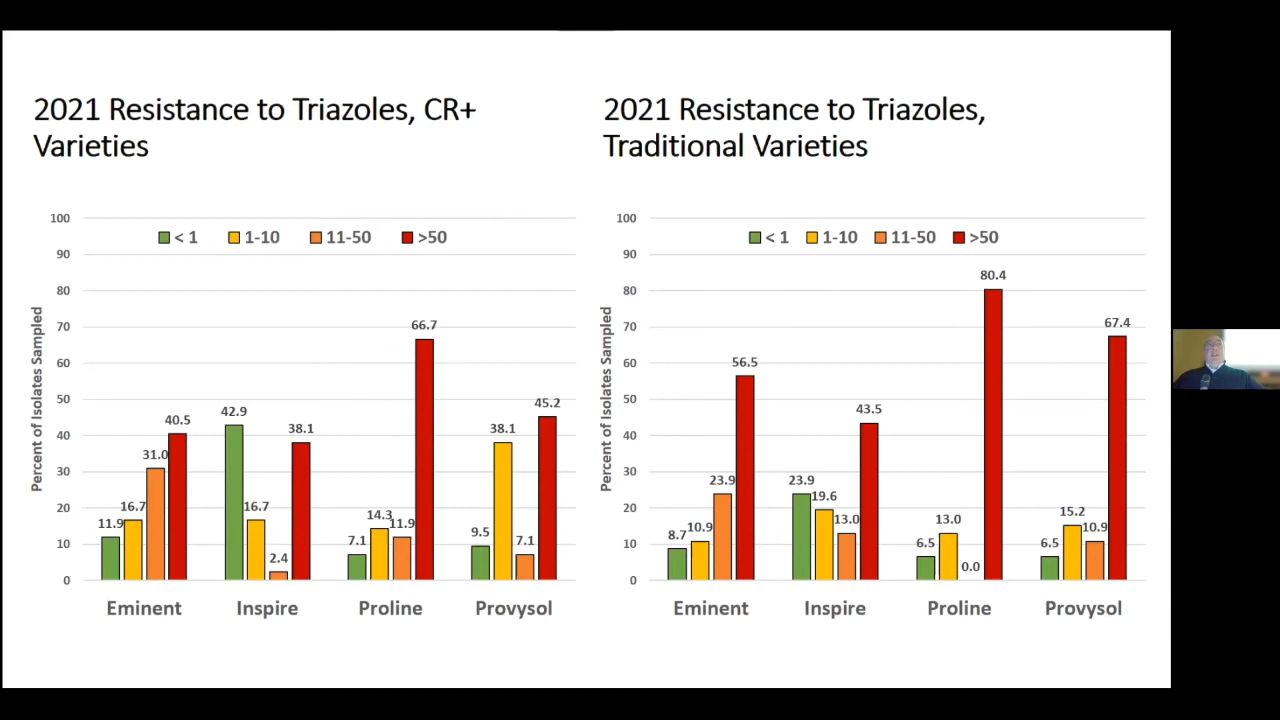 2021 Resistance to Triazoles, CR+
Varieties
100
90
80
70
60
50
40
30
20
10
0
Percent of Isolates Sampled
< 1 1-10 11-50 >50
11.9 16.7 31.0 40.5
42.9 16.7 2.4 38.1
7.1 14.3 11.9 66.7
9.5 38.1 7.1 45.2
Eminent Inspire Proline Provysol
2021 Resistance to Triazoles,
Traditional Varieties
100
90
80
70
60
50
40
30
20
10
0
Percent of Isolates Sampled
< 1 1-10 11-50 >50
8.7 10.9 23.9 56.5
23.9 19.6 13.0 43.5
6.5 13.0 0.0 80.4
6.5 15.2 10.9 67.4
Eminent Inspire Proline Provysol